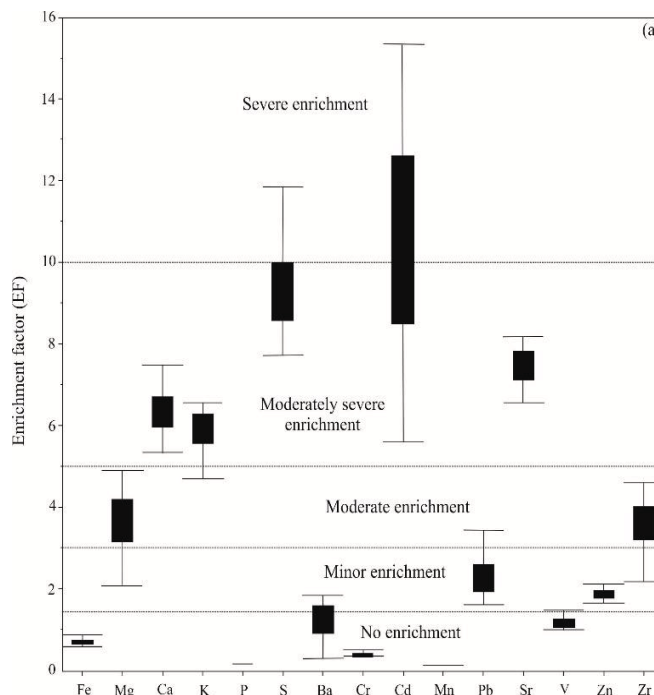 16
(a
14
Severe enrichment
12
10
Enrichment factor (EF)
8
Moderately severe
enrichment
6
4
Moderate enrichment
Minor enrichment
2
No enrichment
0
Fe Mg Ca K P S Ba Cr Cd Mn Pb Sr V Zn Zr